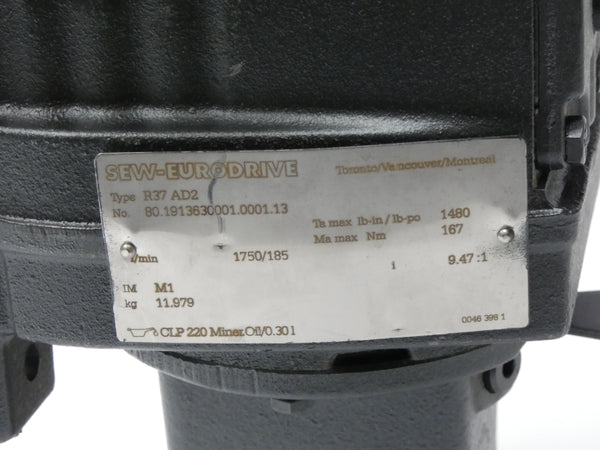 SEW-EURODRIVE Toronto/Vancouver/Montreal
Type R37 AD2
No. 80.1913630001.0001.13
Ta max lb-in / lb-po 1480
Ma max Nm 167
r/min 1750/185
i 9.47 :1
IM M1
kg 11.979
CLP 220 Miner.Oil/0.30 l
0046 396 1